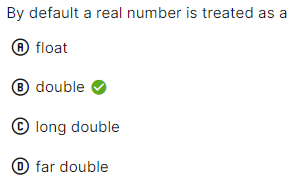 By default a real number is treated as a
A float
B double
C long double
D far double